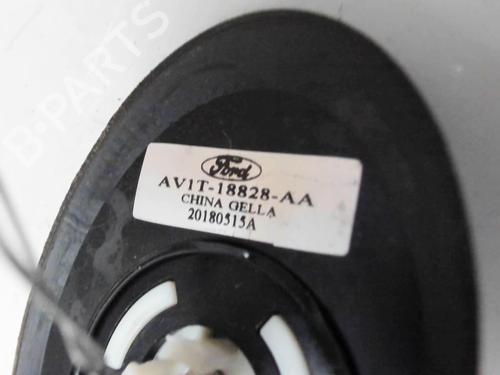 B-PARTS
Ford
AV1T-18828-AA
CHINA GELLA
20180515A